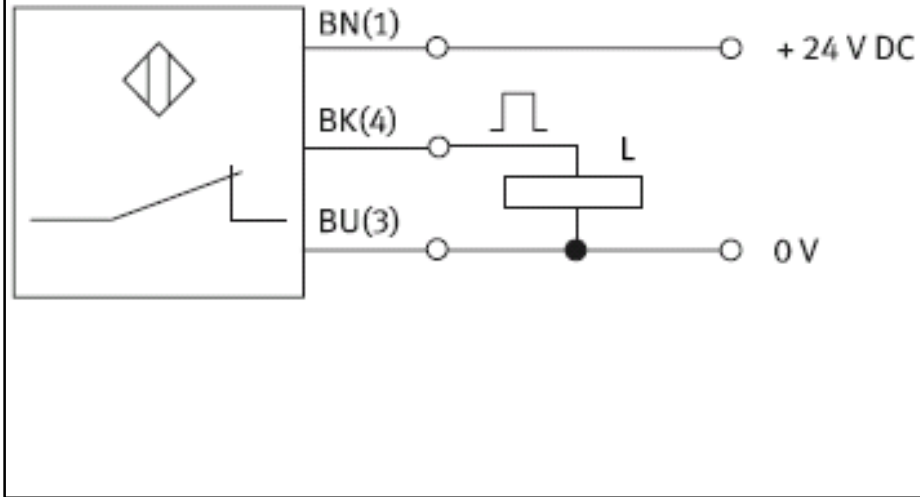 BN(1)
+ 24 V DC
BK(4)
L
BU(3)
0 V